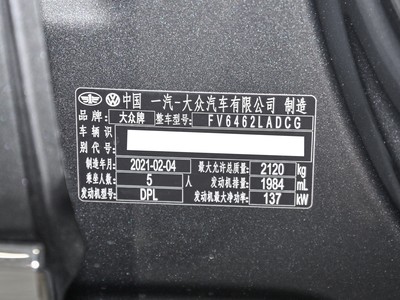 中国 一汽-大众汽车有限公司 制造
品牌: 大众牌 整车型号: FV6462LADCG
车辆识
别代号:
制造年月: 2021-02-04 最大允许总质量: 2120 kg
乘座人数: 5 人 发动机排量: 1984 mL
发动机型号: DPL 发动机最大净功率: 137 kW